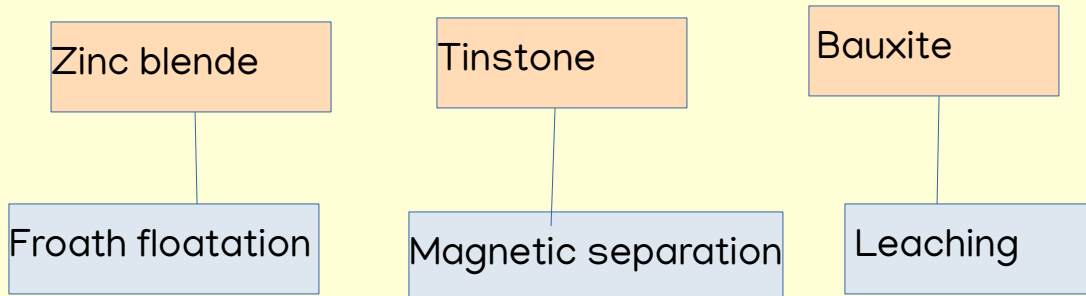 Zinc blende
Tinstone
Bauxite
Froath floatation
Magnetic separation
Leaching